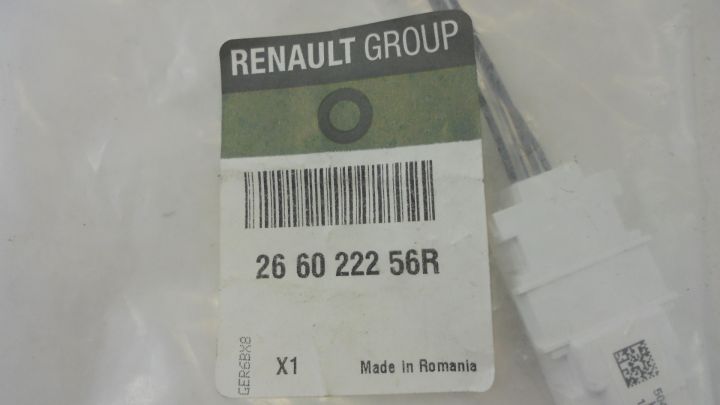 RENAULT GROUP
26 60 222 56R
GER6BX8
X1
Made in Romania